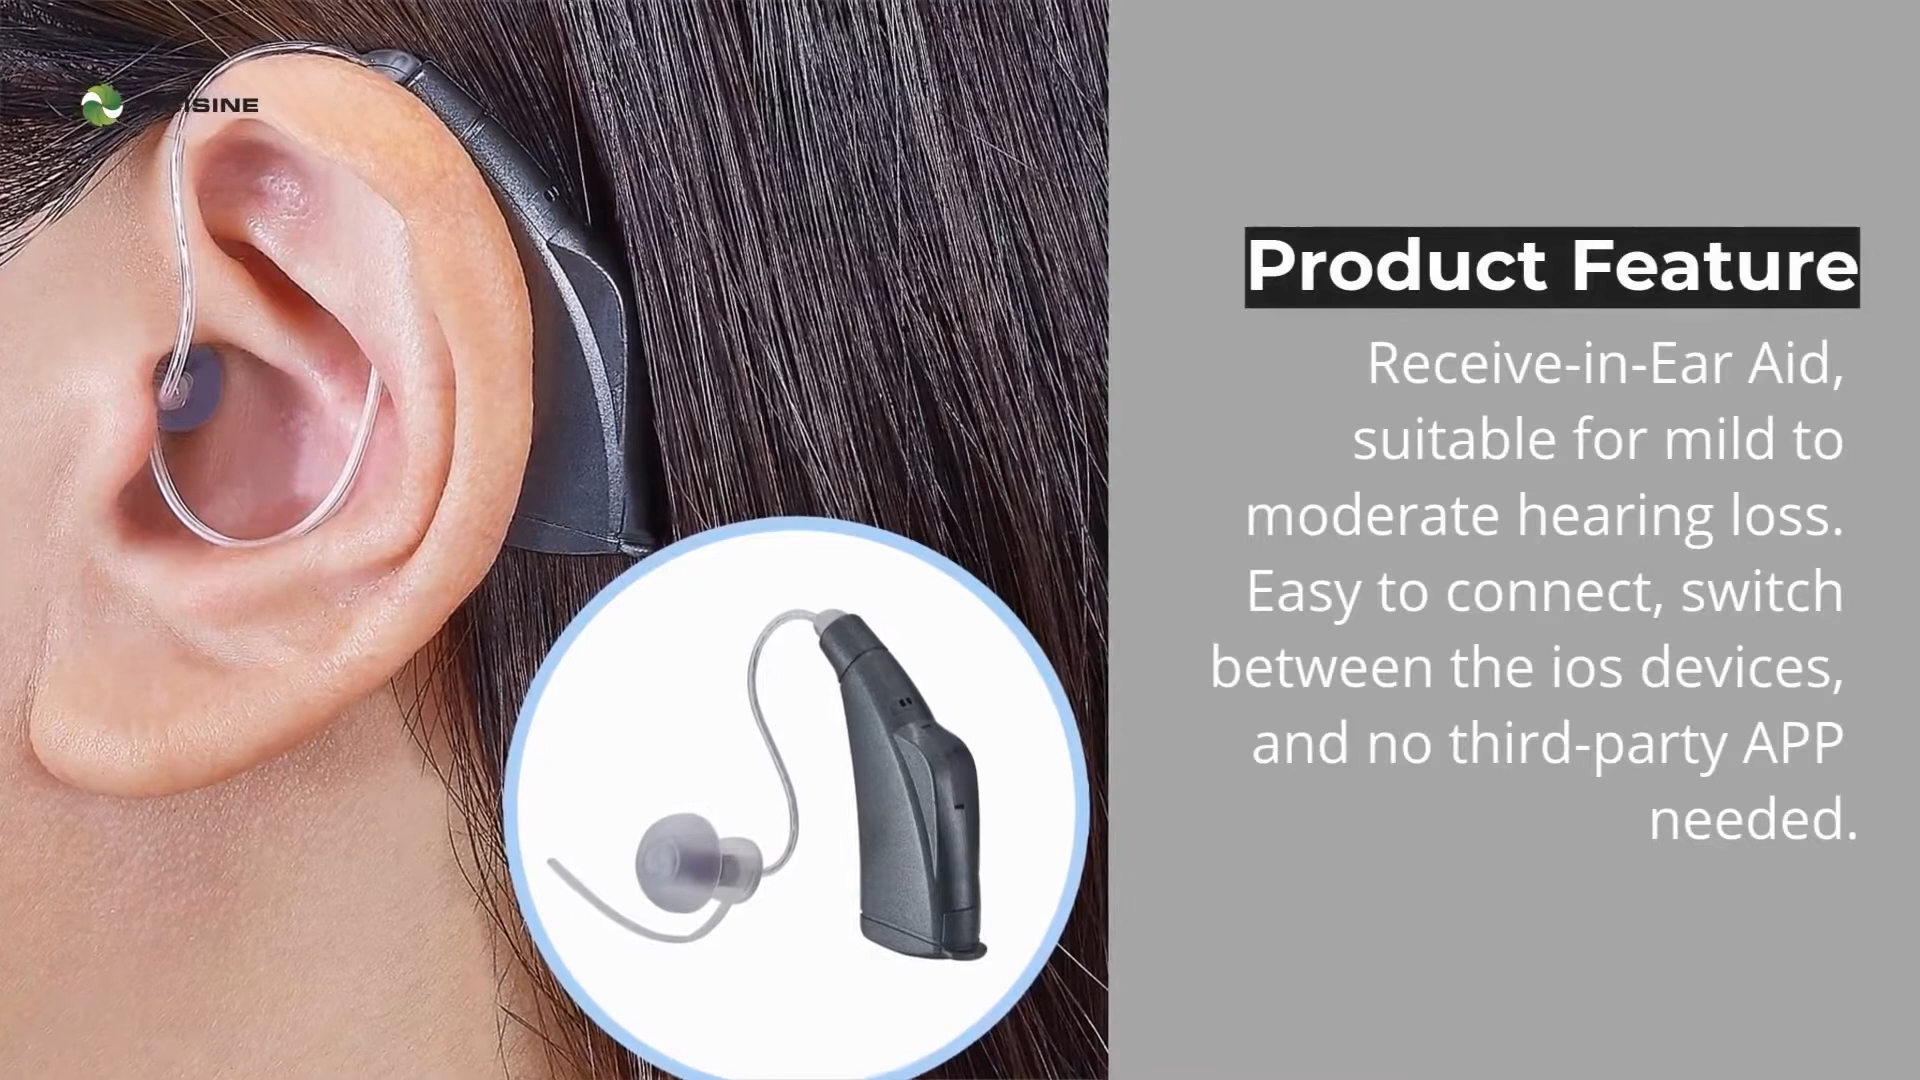 Product Feature
Receive-in-Ear Aid,
suitable for mild to
moderate hearing loss.
Easy to connect, switch
between the ios devices,
and no third-party APP
needed.